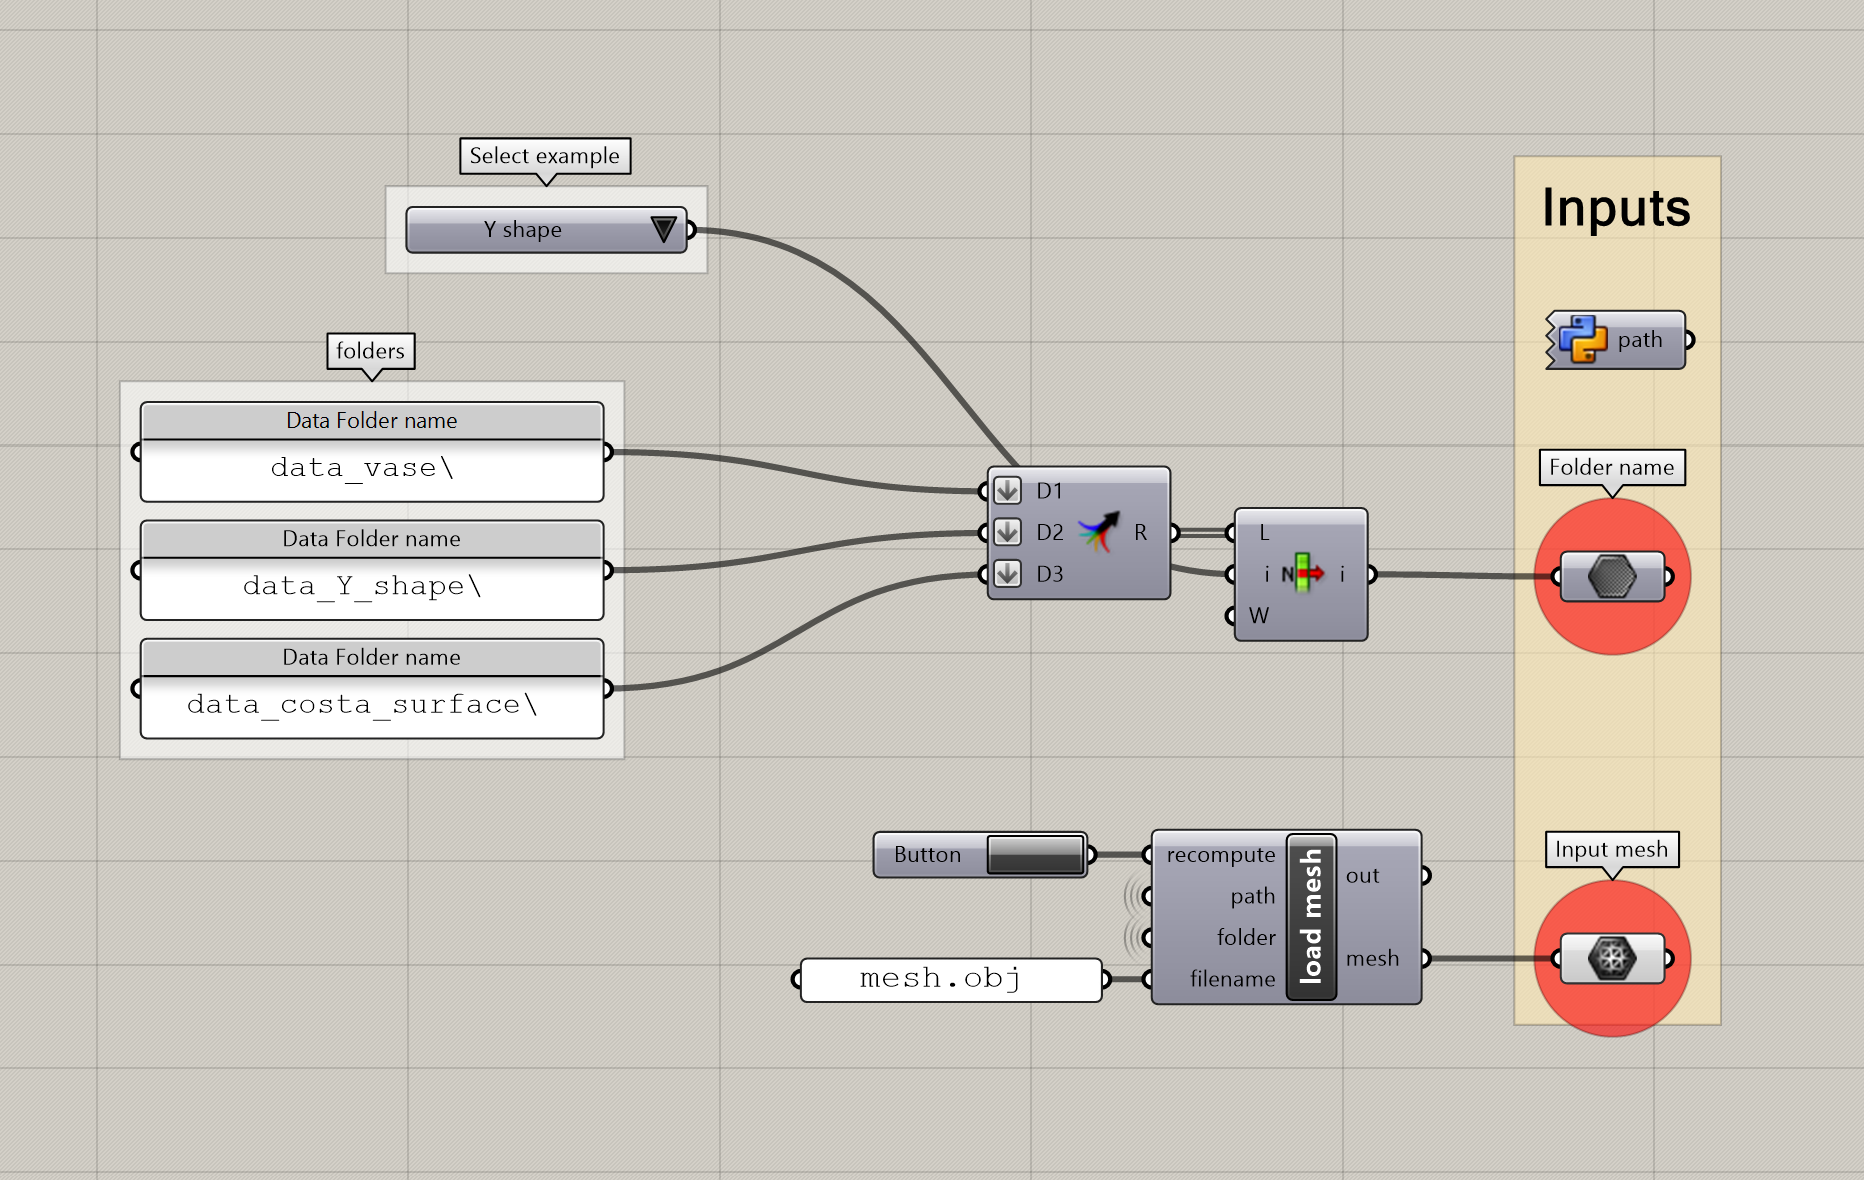 Select example
Y shape
folders
Data Folder name
data_vase\
Data Folder name
data_Y_shape\
Data Folder name
data_costa_surface\
D1
D2
D3
R
L
i
W
N
i
Inputs
path
Folder name
Button
recompute
path
folder
filename
load mesh
out
mesh
mesh.obj
Input mesh